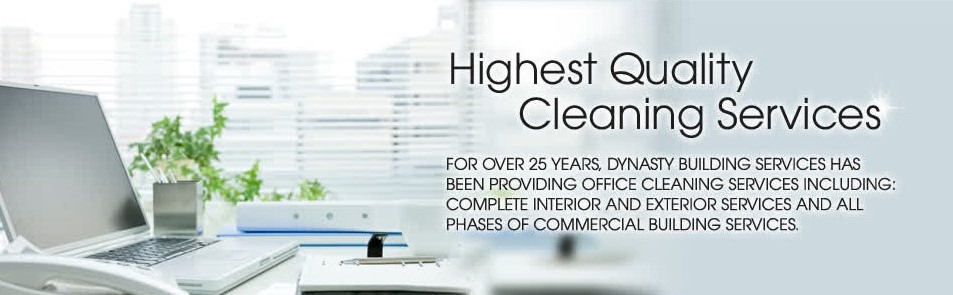 Highest Quality
Cleaning Services
FOR OVER 25 YEARS, DYNASTY BUILDING SERVICES HAS
BEEN PROVIDING OFFICE CLEANING SERVICES INCLUDING:
COMPLETE INTERIOR AND EXTERIOR SERVICES AND ALL
PHASES OF COMMERCIAL BUILDING SERVICES.